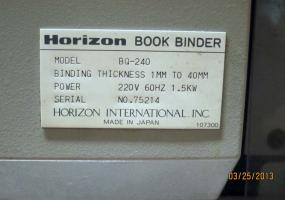 Horizon BOOK BINDER
MODEL BQ-240
BINDING THICKNESS 1MM TO 40MM
POWER 220V 60HZ 1.5KW
SERIAL NO.75214
HORIZON INTERNATIONAL INC.
MADE IN JAPAN
107300
03/25/2013